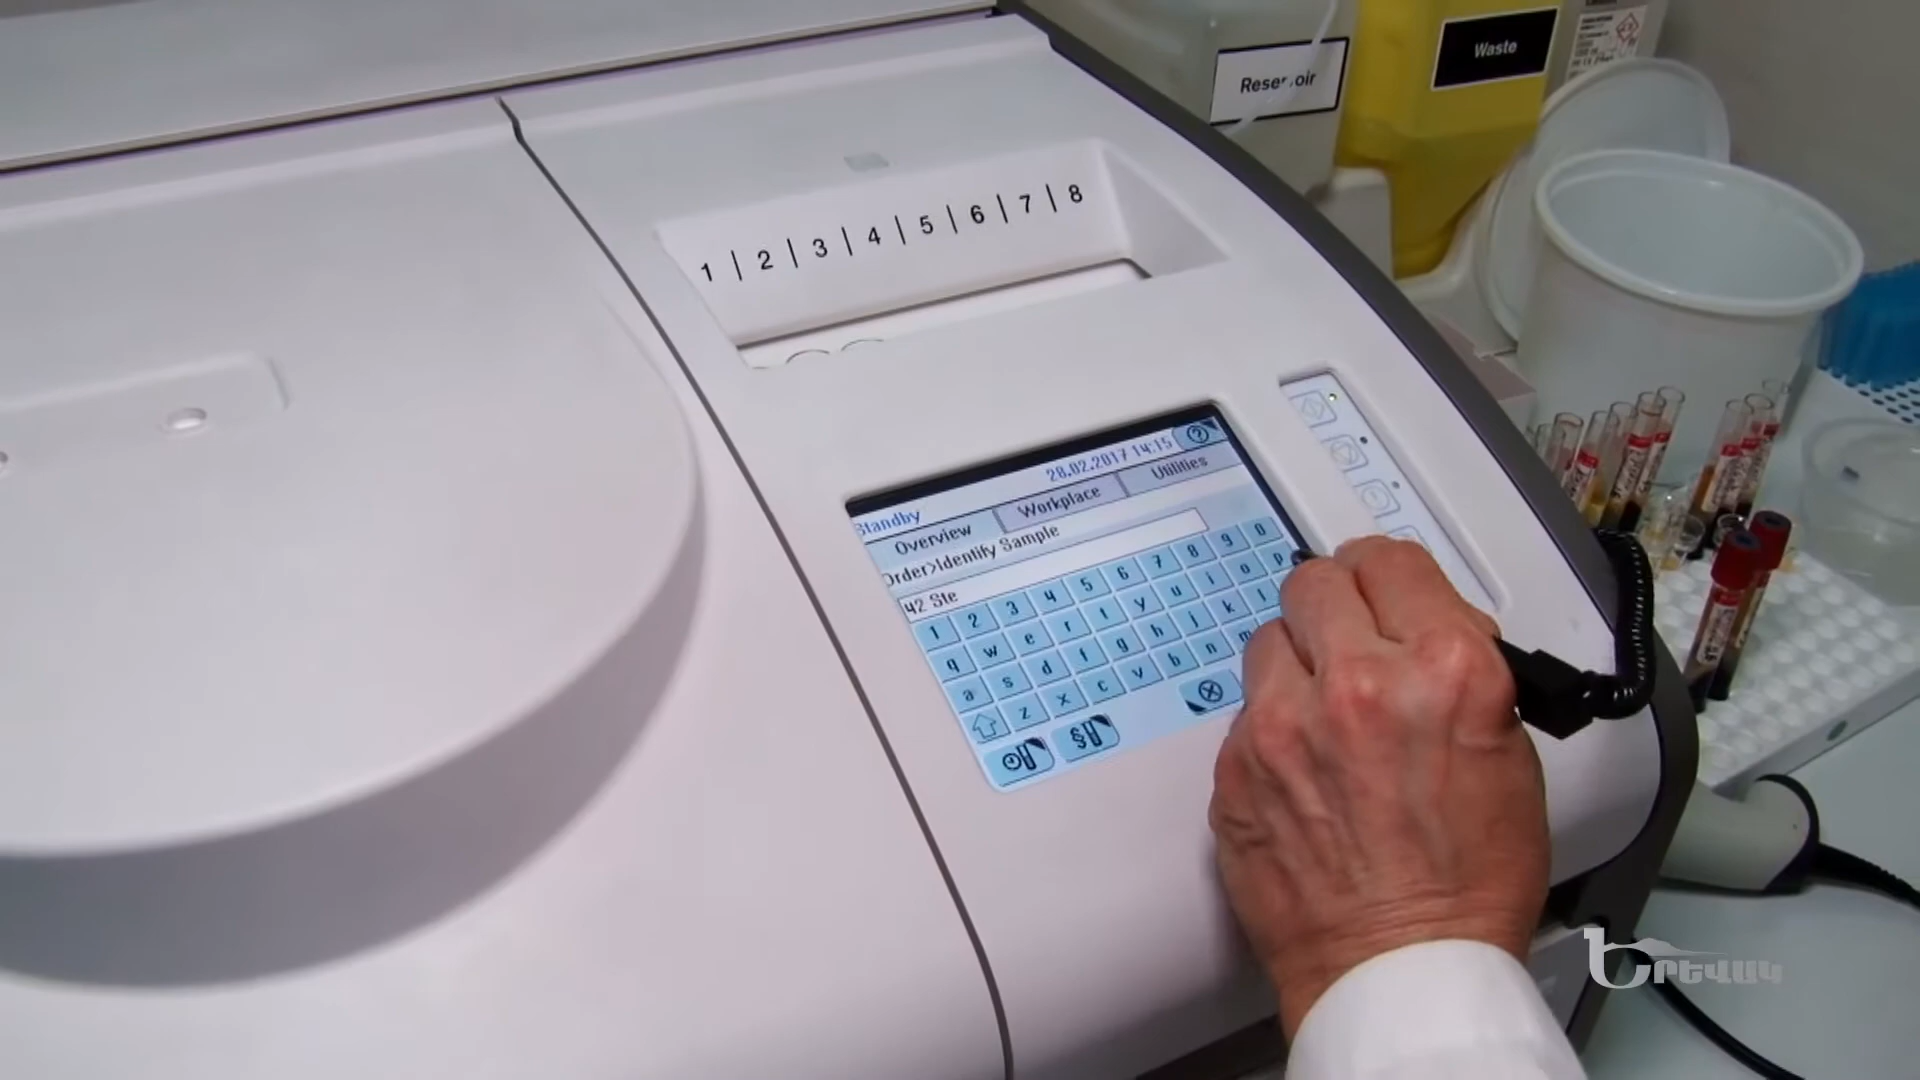 Reservoir
Waste
1 | 2 | 3 | 4 | 5 | 6 | 7 | 8
28.02.2017 14:15
Standby
Overview
Workplace
Utilities
Order>Identify Sample
42 Ste
1 2 3 4 5 6 7 8 9 0
q w e r t y u i o p
a s d f g h j k l
z x c v b n m
Երեվակ